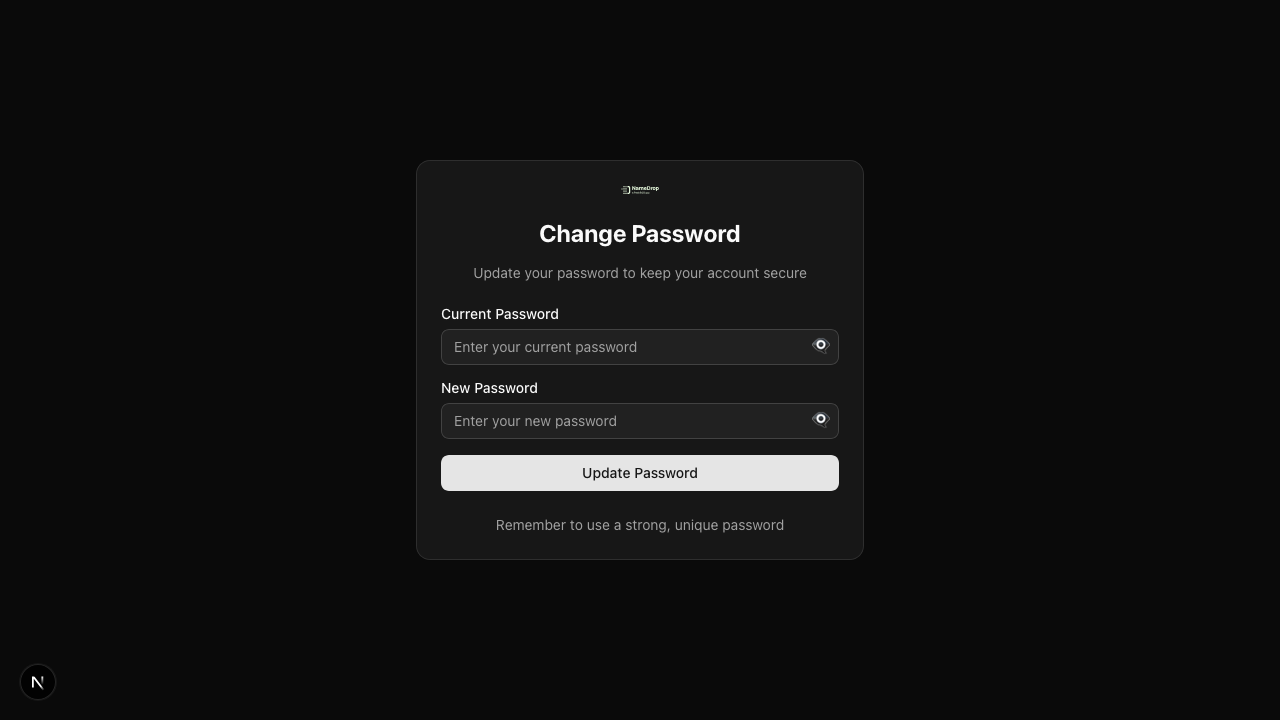 NameDrop
Change Password
Update your password to keep your account secure
Current Password
Enter your current password
New Password
Enter your new password
Update Password
Remember to use a strong, unique password
N